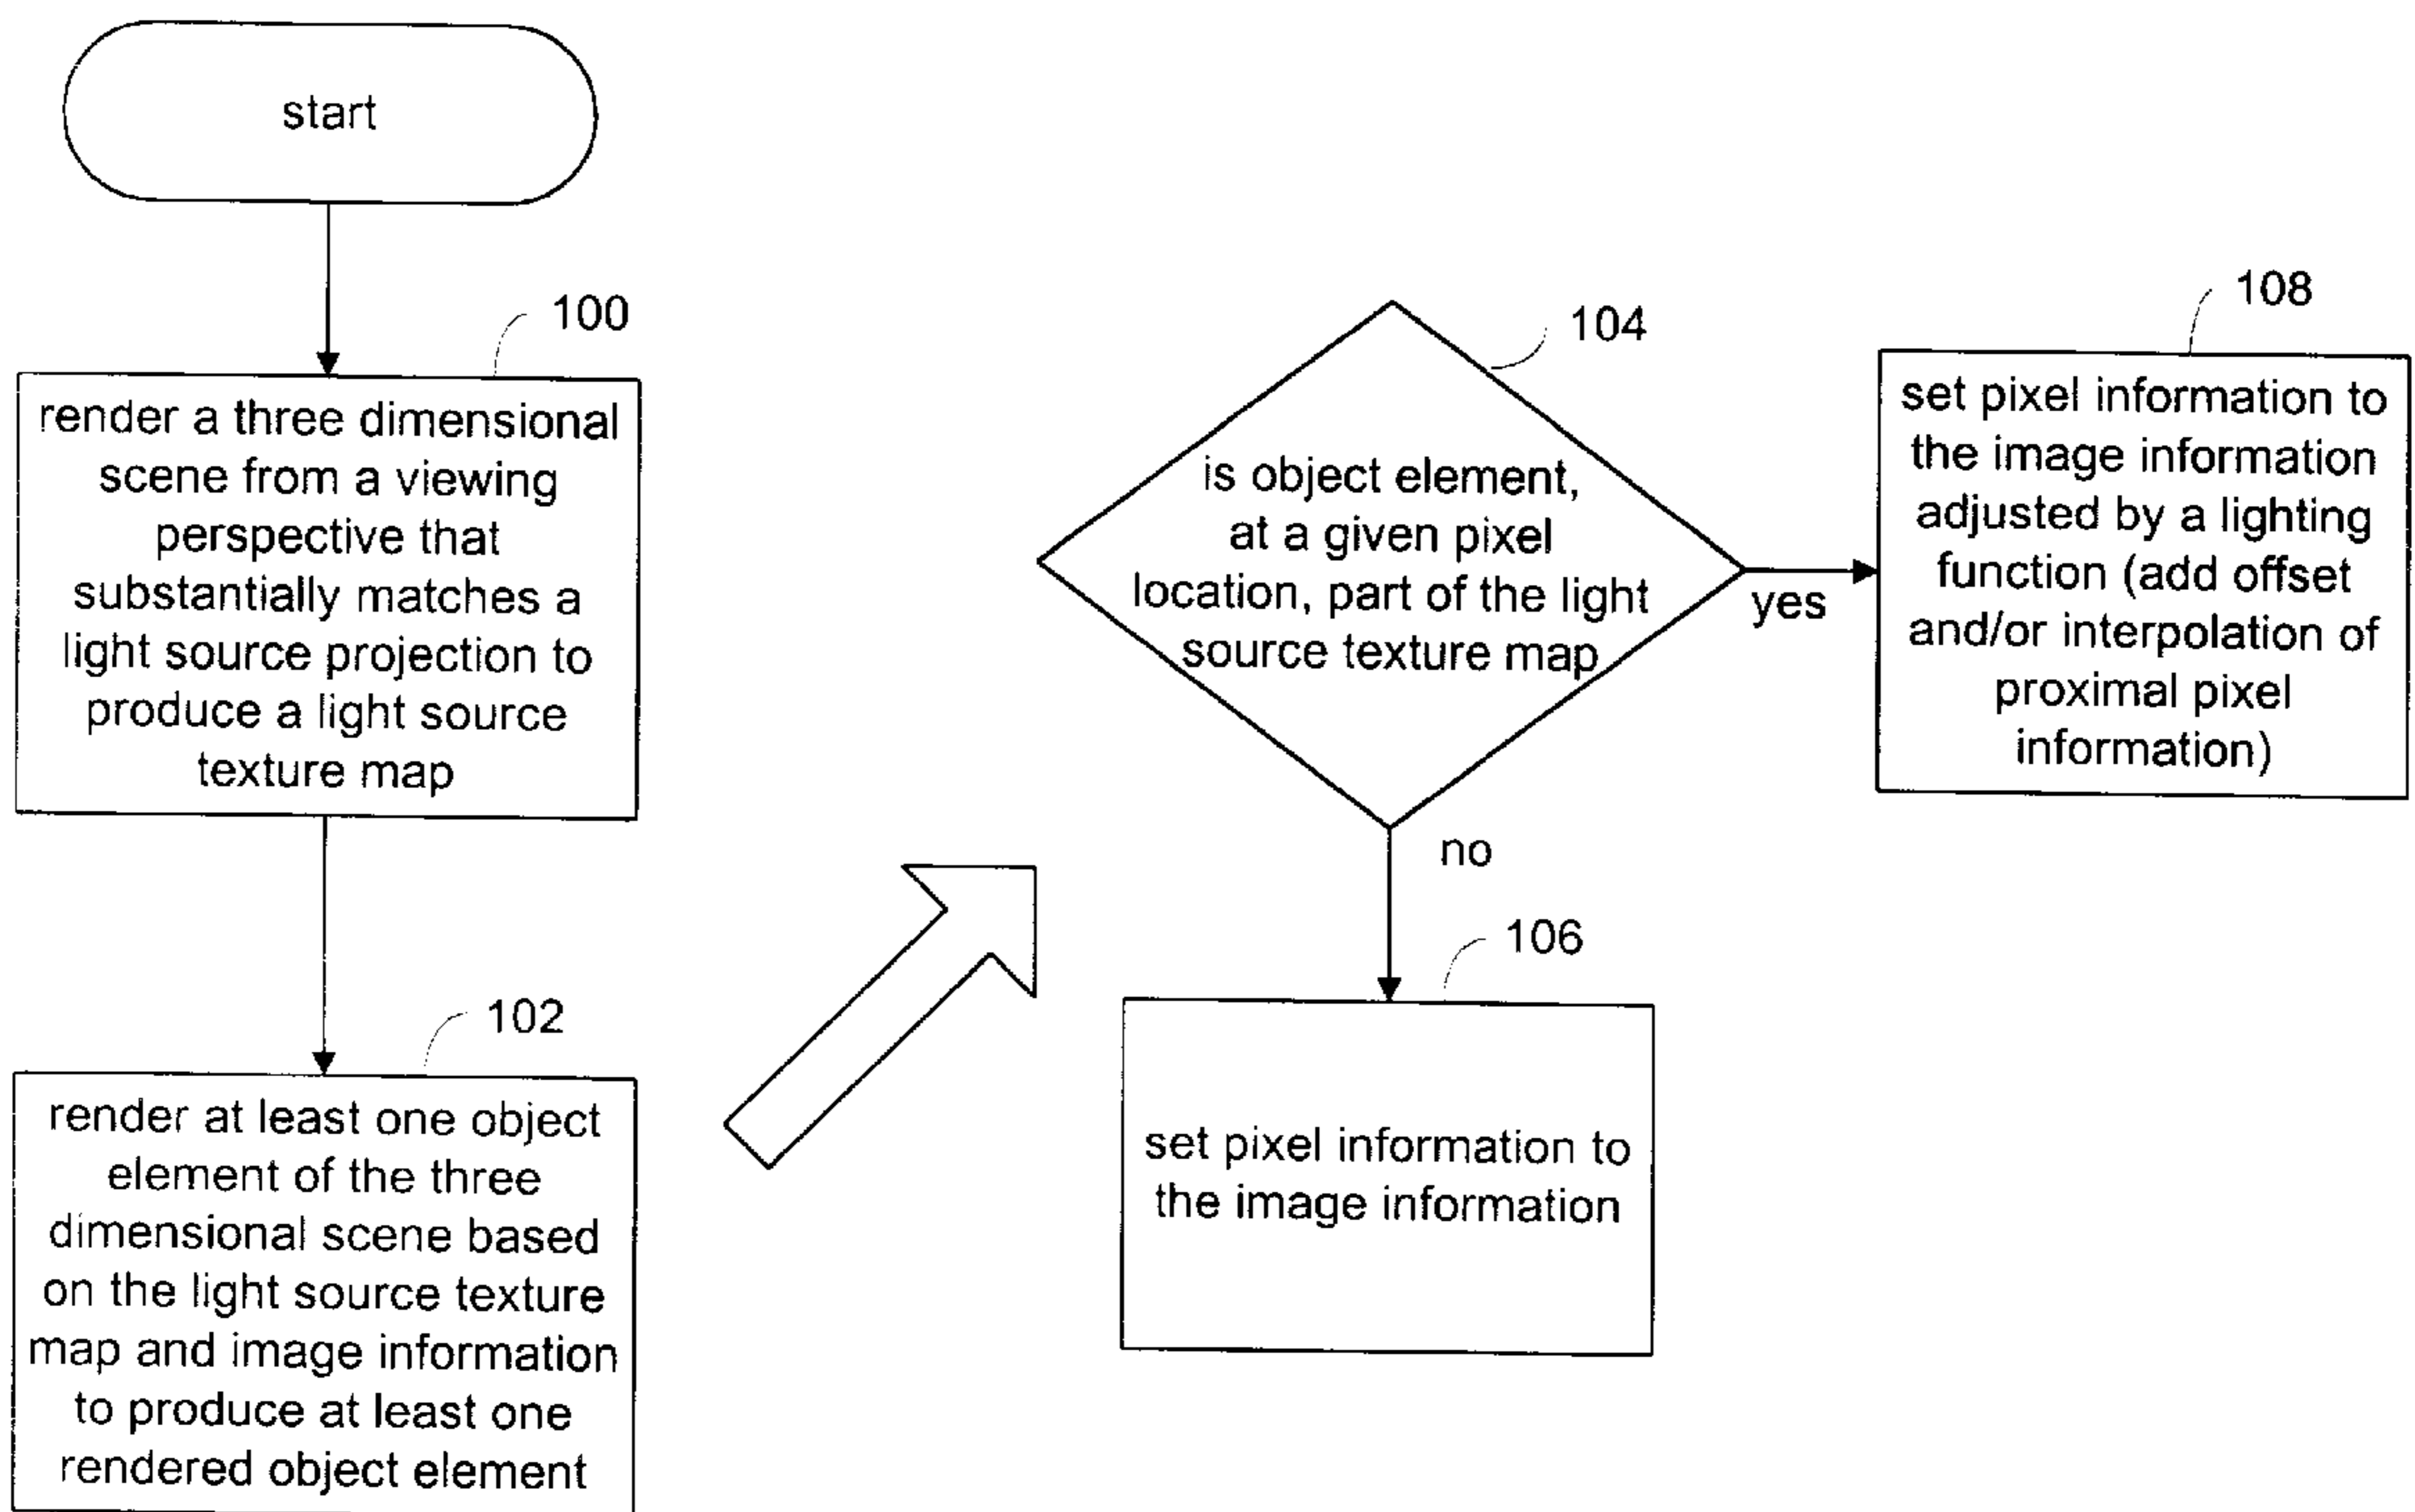 start
100
render a three dimensional
scene from a viewing
perspective that
substantially matches a
light source projection to
produce a light source
texture map
102
render at least one object
element of the three
dimensional scene based
on the light source texture
map and image information
to produce at least one
rendered object element
104
is object element,
at a given pixel
location, part of the light
source texture map
yes
no
106
set pixel information to
the image information
108
set pixel information to
the image information
adjusted by a lighting
function (add offset
and/or interpolation of
proximal pixel
information)